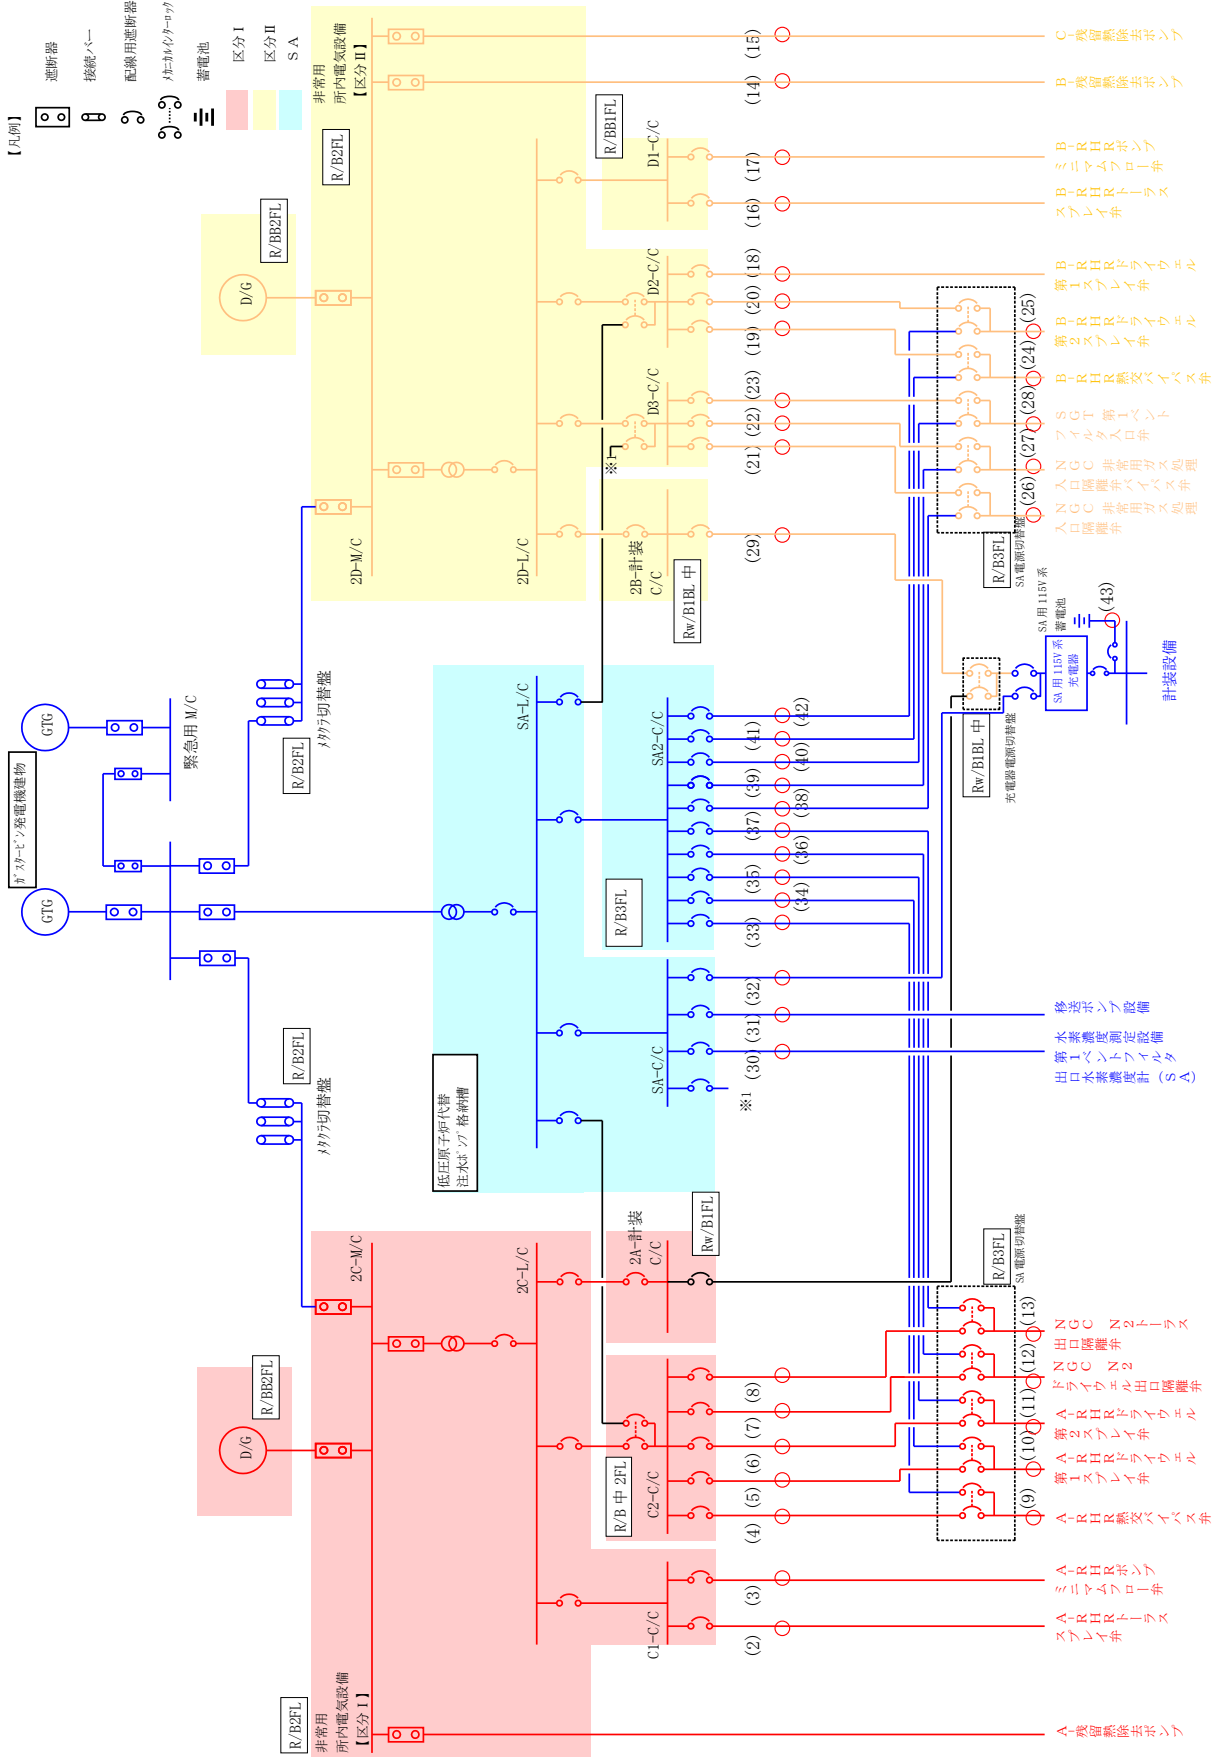 【凡例】
遮断器
接続バー
配線用遮断器
ﾒｶﾆｶﾙｲﾝﾀｰﾛｯｸ
蓄電池
区分Ⅰ
区分Ⅱ
ＳＡ
ｶﾞｽﾀｰﾋﾞﾝ発電機建物
GTG
GTG
緊急用 M/C
R/B2FL
ﾒﾀｸﾗ切替盤
R/B2FL
ﾒﾀｸﾗ切替盤
R/B2FL
非常用
所内電気設備
【区分Ⅰ】
D/G
R/BB2FL
2C-M/C
2C-L/C
C1-C/C
R/B 中 2FL
C2-C/C
2A-計装
C/C
Rw/B1FL
低圧原子炉代替
注水ﾎﾟﾝﾌﾟ格納槽
SA-L/C
SA-C/C
※1
R/B3FL
SA2-C/C
非常用
所内電気設備
【区分Ⅱ】
R/B2FL
D/G
R/BB2FL
2D-M/C
2D-L/C
2B-計装
C/C
Rw/B1BL 中
※1
D3-C/C
D2-C/C
R/BB1FL
D1-C/C
(2)
(3)
(4)
(5)
(6)
(7)
(8)
(9)
(10)
(11)
(12)
(13)
(14)
(15)
(16)
(17)
(18)
(19)
(20)
(21)
(22)
(23)
(24)
(25)
(26)
(27)
(28)
(29)
(30)
(31)
(32)
(33)
(34)
(35)
(36)
(37)
(38)
(39)
(40)
(41)
(42)
(43)
R/B3FL
SA電源切替盤
R/B3FL
SA電源切替盤
Rw/B1BL 中
充電器電源切替盤
SA用115V系
充電器
SA用115V系
蓄電池
計装設備
A-残留熱除去ポンプ
A-RHRトーラス
スプレイ弁
A-RHRポンプ
ミニマムフロー弁
A-RHR熱交バイパス弁
A-RHRドライウェル
第1スプレイ弁
A-RHRドライウェル
第2スプレイ弁
NGC N2
ドライウェル出口隔離弁
NGC N2トーラス
出口隔離弁
水素濃度測定設備
第1ベントフィルタ
出口水素濃度計（ＳＡ）
移送ポンプ設備
NGC 非常用ガス処理
入口隔離弁
NGC 非常用ガス処理
入口隔離弁バイパス弁
SGT 第1ベント
フィルタ入口弁
B-RHR熱交バイパス弁
B-RHRドライウェル
第2スプレイ弁
B-RHRドライウェル
第1スプレイ弁
B-RHRトーラス
スプレイ弁
B-RHRポンプ
ミニマムフロー弁
B-残留熱除去ポンプ
C-残留熱除去ポンプ